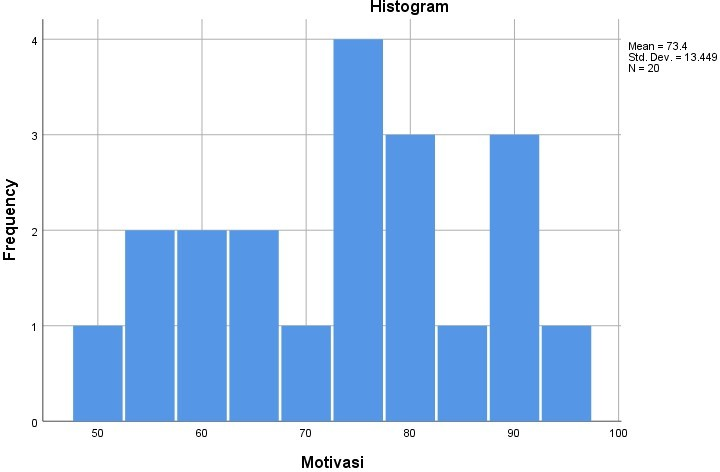 Histogram
Mean = 73.4
Std. Dev. = 13.449
N = 20
Frequency
4
3
2
1
0
50 60 70 80 90 100
Motivasi